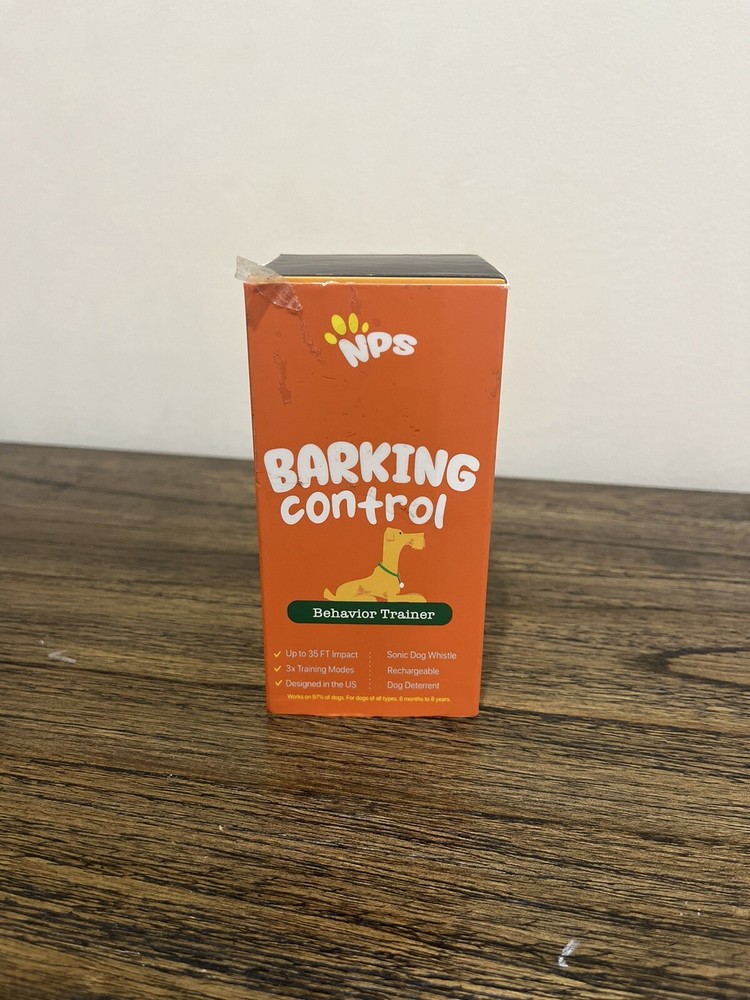 NPS
BARKING
control
Behavior Trainer
Up to 35 FT Impact
3x Training Modes
Designed in the US
Sonic Dog Whistle
Rechargeable
Dog Deterrent
Works on 97% of dogs. For dogs of all types. 6 months to 8 years.